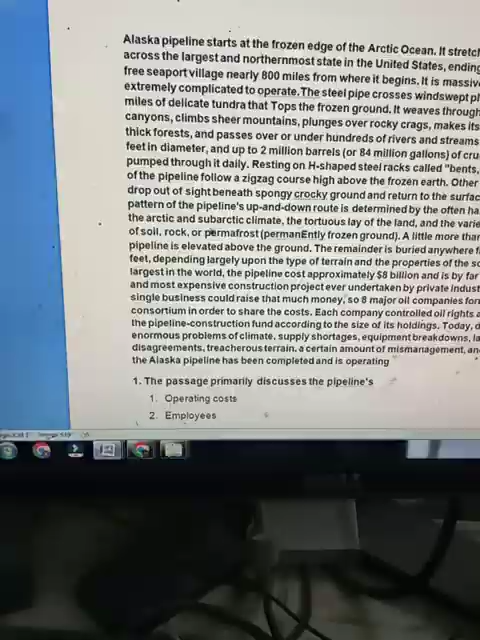 Alaska pipeline starts at the frozen edge of the Arctic Ocean. It
across the largest and northernmost state in the United States, ending
free seaport village nearly 800 miles from where it begins. It is
extremely complicated to operate. The steel pipe crosses windswept
miles of delicate tundra that Tops the frozen ground. It weaves through
canyons, climbs sheer mountains, plunges over rocky crags, makes its
thick forests, and passes over or under hundreds of rivers and streams
feet in diameter, and up to 2 million barrels (or 84 million gallons) of
pumped through it daily. Resting on H-shaped steel racks called "bents,
of the pipeline follow a zigzag course high above the frozen earth. Other
drop out of sight beneath spongy crocky ground and return to the
pattern of the pipeline's up-and-down route is determined by the often
the arctic and subarctic climate, the tortuous lay of the land, and the
of soil, rock, or permafrost (permanEntly frozen ground). A little more
pipeline is elevated above the ground. The remainder is buried anywhere
feet, depending largely upon the type of terrain and the properties of the
largest in the world, the pipeline cost approximately $8 billion and is by far
and most expensive construction project ever undertaken by private
single business could raise that much money, so 8 major oil companies
consortium in order to share the costs. Each company controlled oil rights
the pipeline-construction fund according to the size of its holdings. Today,
enormous problems of climate, supply shortages, equipment breakdowns,
disagreements, treacherous terrain. a certain amount of mismanagement,
the Alaska pipeline has been completed and is operating
1. The passage primarily discusses the pipeline's
1. Operating costs
2. Employees